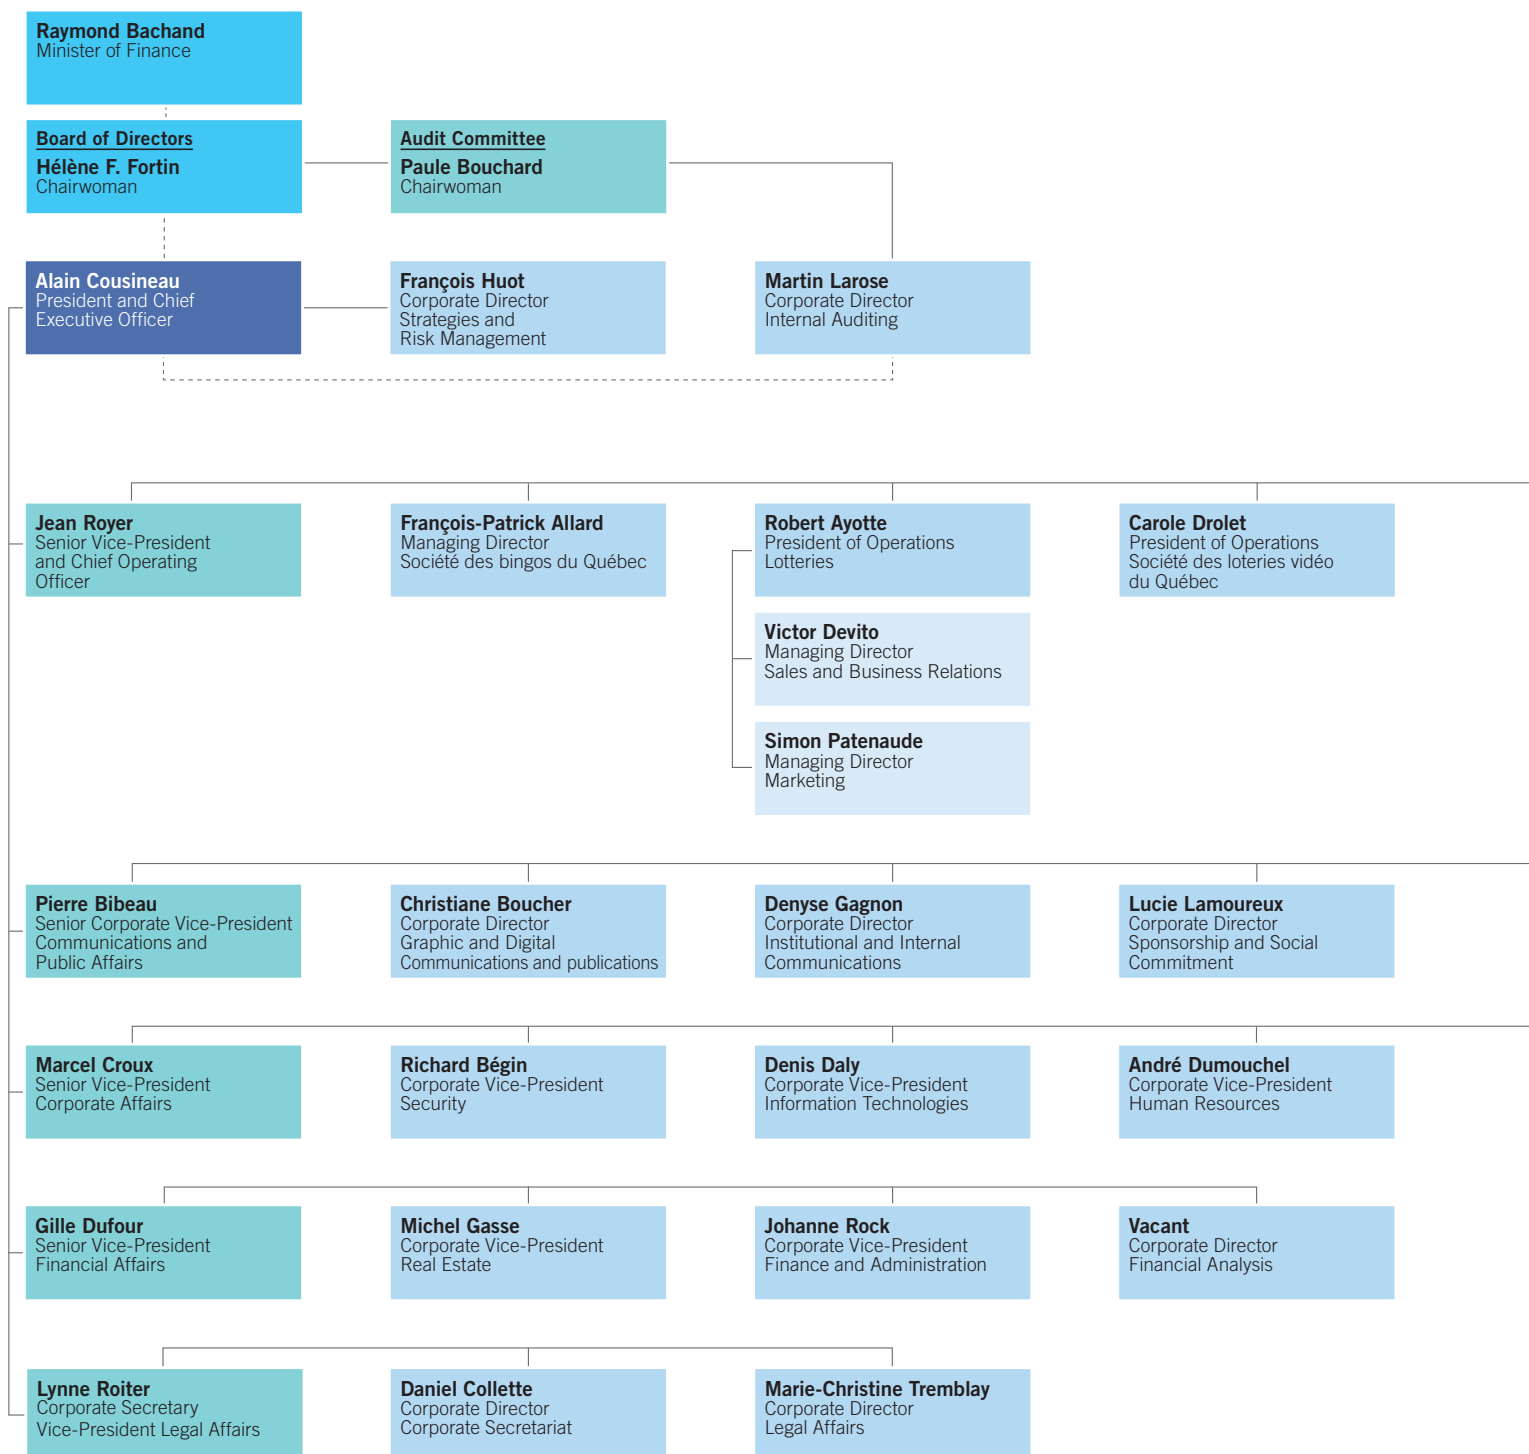 Raymond Bachand
Minister of Finance
Board of Directors
Hélène F. Fortin
Chairwoman
Audit Committee
Paule Bouchard
Chairwoman
Alain Cousineau
President and Chief
Executive Officer
François Huot
Corporate Director
Strategies and
Risk Management
Martin Larose
Corporate Director
Internal Auditing
Jean Royer
Senior Vice-President
and Chief Operating
Officer
François-Patrick Allard
Managing Director
Société des bingos du Québec
Robert Ayotte
President of Operations
Lotteries
Carole Drolet
President of Operations
Société des loteries vidéo
du Québec
Victor Devito
Managing Director
Sales and Business Relations
Simon Patenaude
Managing Director
Marketing
Pierre Bibeau
Senior Corporate Vice-President
Communications and
Public Affairs
Christiane Boucher
Corporate Director
Graphic and Digital
Communications and publications
Denyse Gagnon
Corporate Director
Institutional and Internal
Communications
Lucie Lamoureux
Corporate Director
Sponsorship and Social
Commitment
Marcel Croux
Senior Vice-President
Corporate Affairs
Richard Bégin
Corporate Vice-President
Security
Denis Daly
Corporate Vice-President
Information Technologies
André Dumouchel
Corporate Vice-President
Human Resources
Gille Dufour
Senior Vice-President
Financial Affairs
Michel Gasse
Corporate Vice-President
Real Estate
Johanne Rock
Corporate Vice-President
Finance and Administration
Vacant
Corporate Director
Financial Analysis
Lynne Roiter
Corporate Secretary
Vice-President Legal Affairs
Daniel Collette
Corporate Director
Corporate Secretariat
Marie-Christine Tremblay
Corporate Director
Legal Affairs